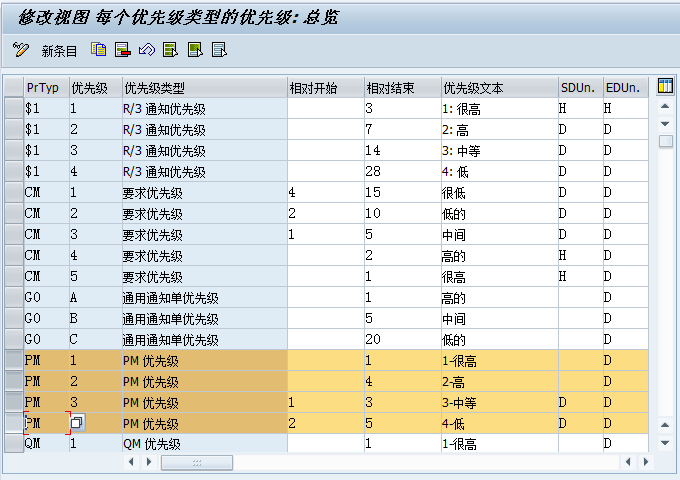 修改视图 每个优先级类型的优先级: 总览
新条目
PrTyp 优先级 优先级类型 相对开始 相对结束 优先级文本 SDUn. EDUn.
$1 1 R/3 通知优先级 3 1: 很高 H H
$1 2 R/3 通知优先级 7 2: 高 D D
$1 3 R/3 通知优先级 14 3: 中等 D D
$1 4 R/3 通知优先级 28 4: 低 D D
CM 1 要求优先级 4 15 很低 D D
CM 2 要求优先级 2 10 低的 D D
CM 3 要求优先级 1 5 中间 D D
CM 4 要求优先级 2 高的 H D
CM 5 要求优先级 1 很高 H D
GO A 通用通知单优先级 1 高的 D
GO B 通用通知单优先级 5 中间 D
GO C 通用通知单优先级 20 低的 D
PM 1 PM 优先级 1 1-很高 D
PM 2 PM 优先级 4 2-高 D
PM 3 PM 优先级 1 3 3-中等 D D
PM PM 优先级 2 5 4-低 D D
QM 1 QM 优先级 1 1-很高 D